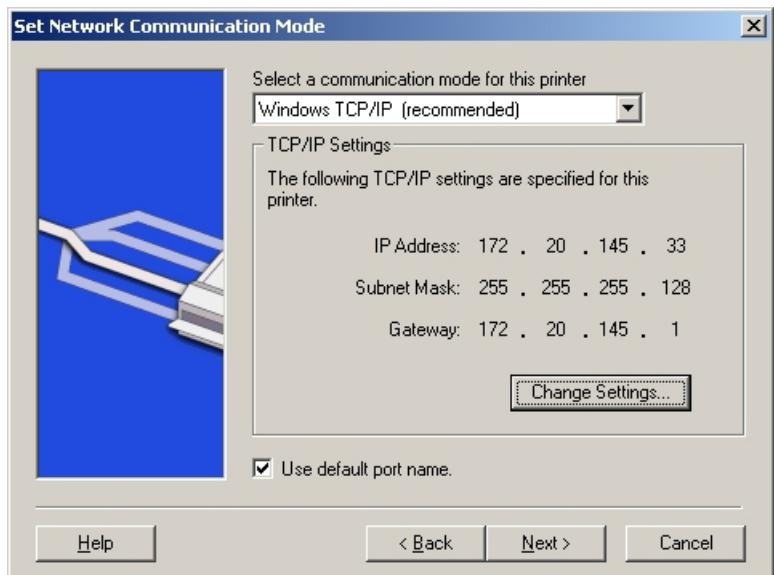 Set Network Communication Mode
Select a communication mode for this printer
Windows TCP/IP (recommended)
TCP/IP Settings
The following TCP/IP settings are specified for this
printer.
IP Address: 172 . 20 . 145 . 33
Subnet Mask: 255 . 255 . 255 . 128
Gateway: 172 . 20 . 145 . 1
Change Settings...
Use default port name.
Help < Back Next > Cancel